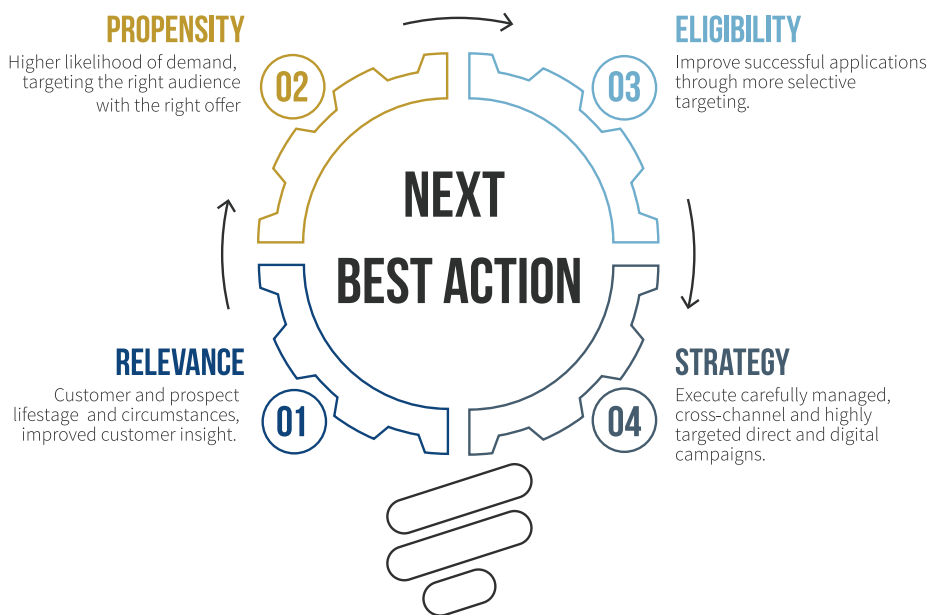 PROPENSITY
Higher likelihood of demand,
targeting the right audience
with the right offer
02
ELIGIBILITY
Improve successful applications
through more selective
targeting.
03
NEXT
BEST ACTION
RELEVANCE
Customer and prospect
lifestage and circumstances,
improved customer insight.
01
STRATEGY
Execute carefully managed,
cross-channel and highly
targeted direct and digital
campaigns.
04